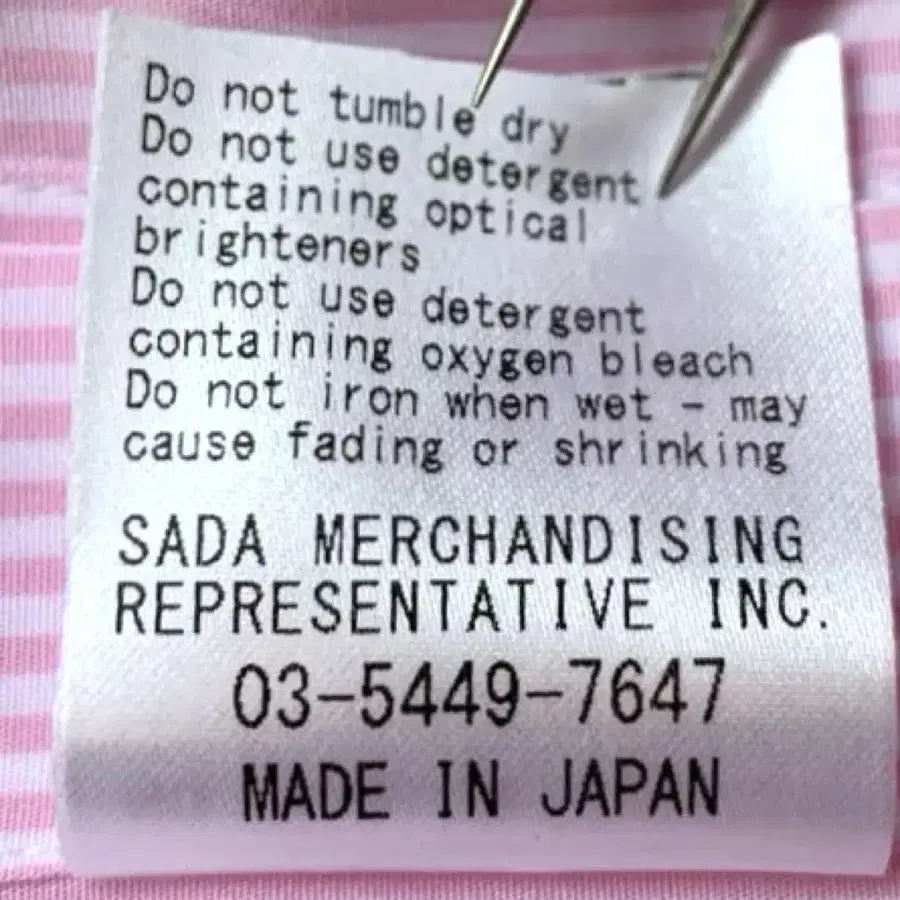 Do not tumble dry
Do not use detergent
containing optical
brighteners
Do not use detergent
containing oxygen bleach
Do not iron when wet - may
cause fading or shrinking
SADA MERCHANDISING
REPRESENTATIVE INC.
03-5449-7647
MADE IN JAPAN